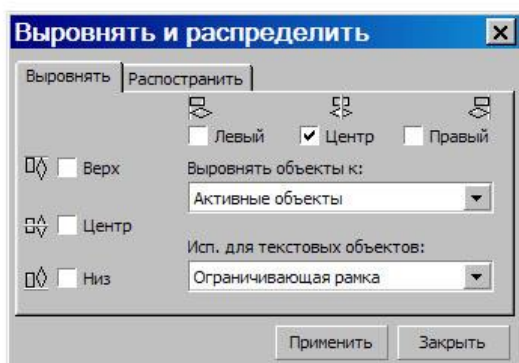 Выровнять и распределить
Выровнять Распостранить
Левый Центр Правый
Верх
Выровнять объекты к:
Активные объекты
Центр
Исп. для текстовых объектов:
Низ
Ограничивающая рамка
Применить Закрыть